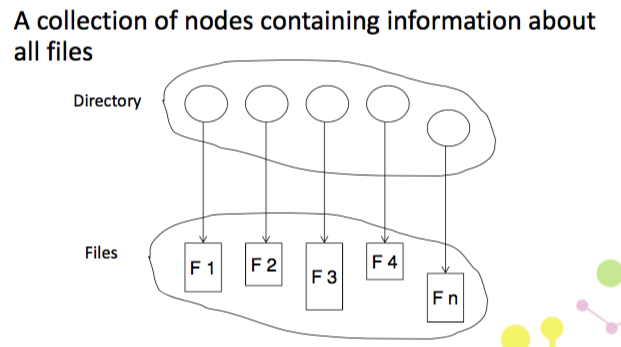 A collection of nodes containing information about
all files
Directory
Files
F 1
F 2
F 3
F 4
F n